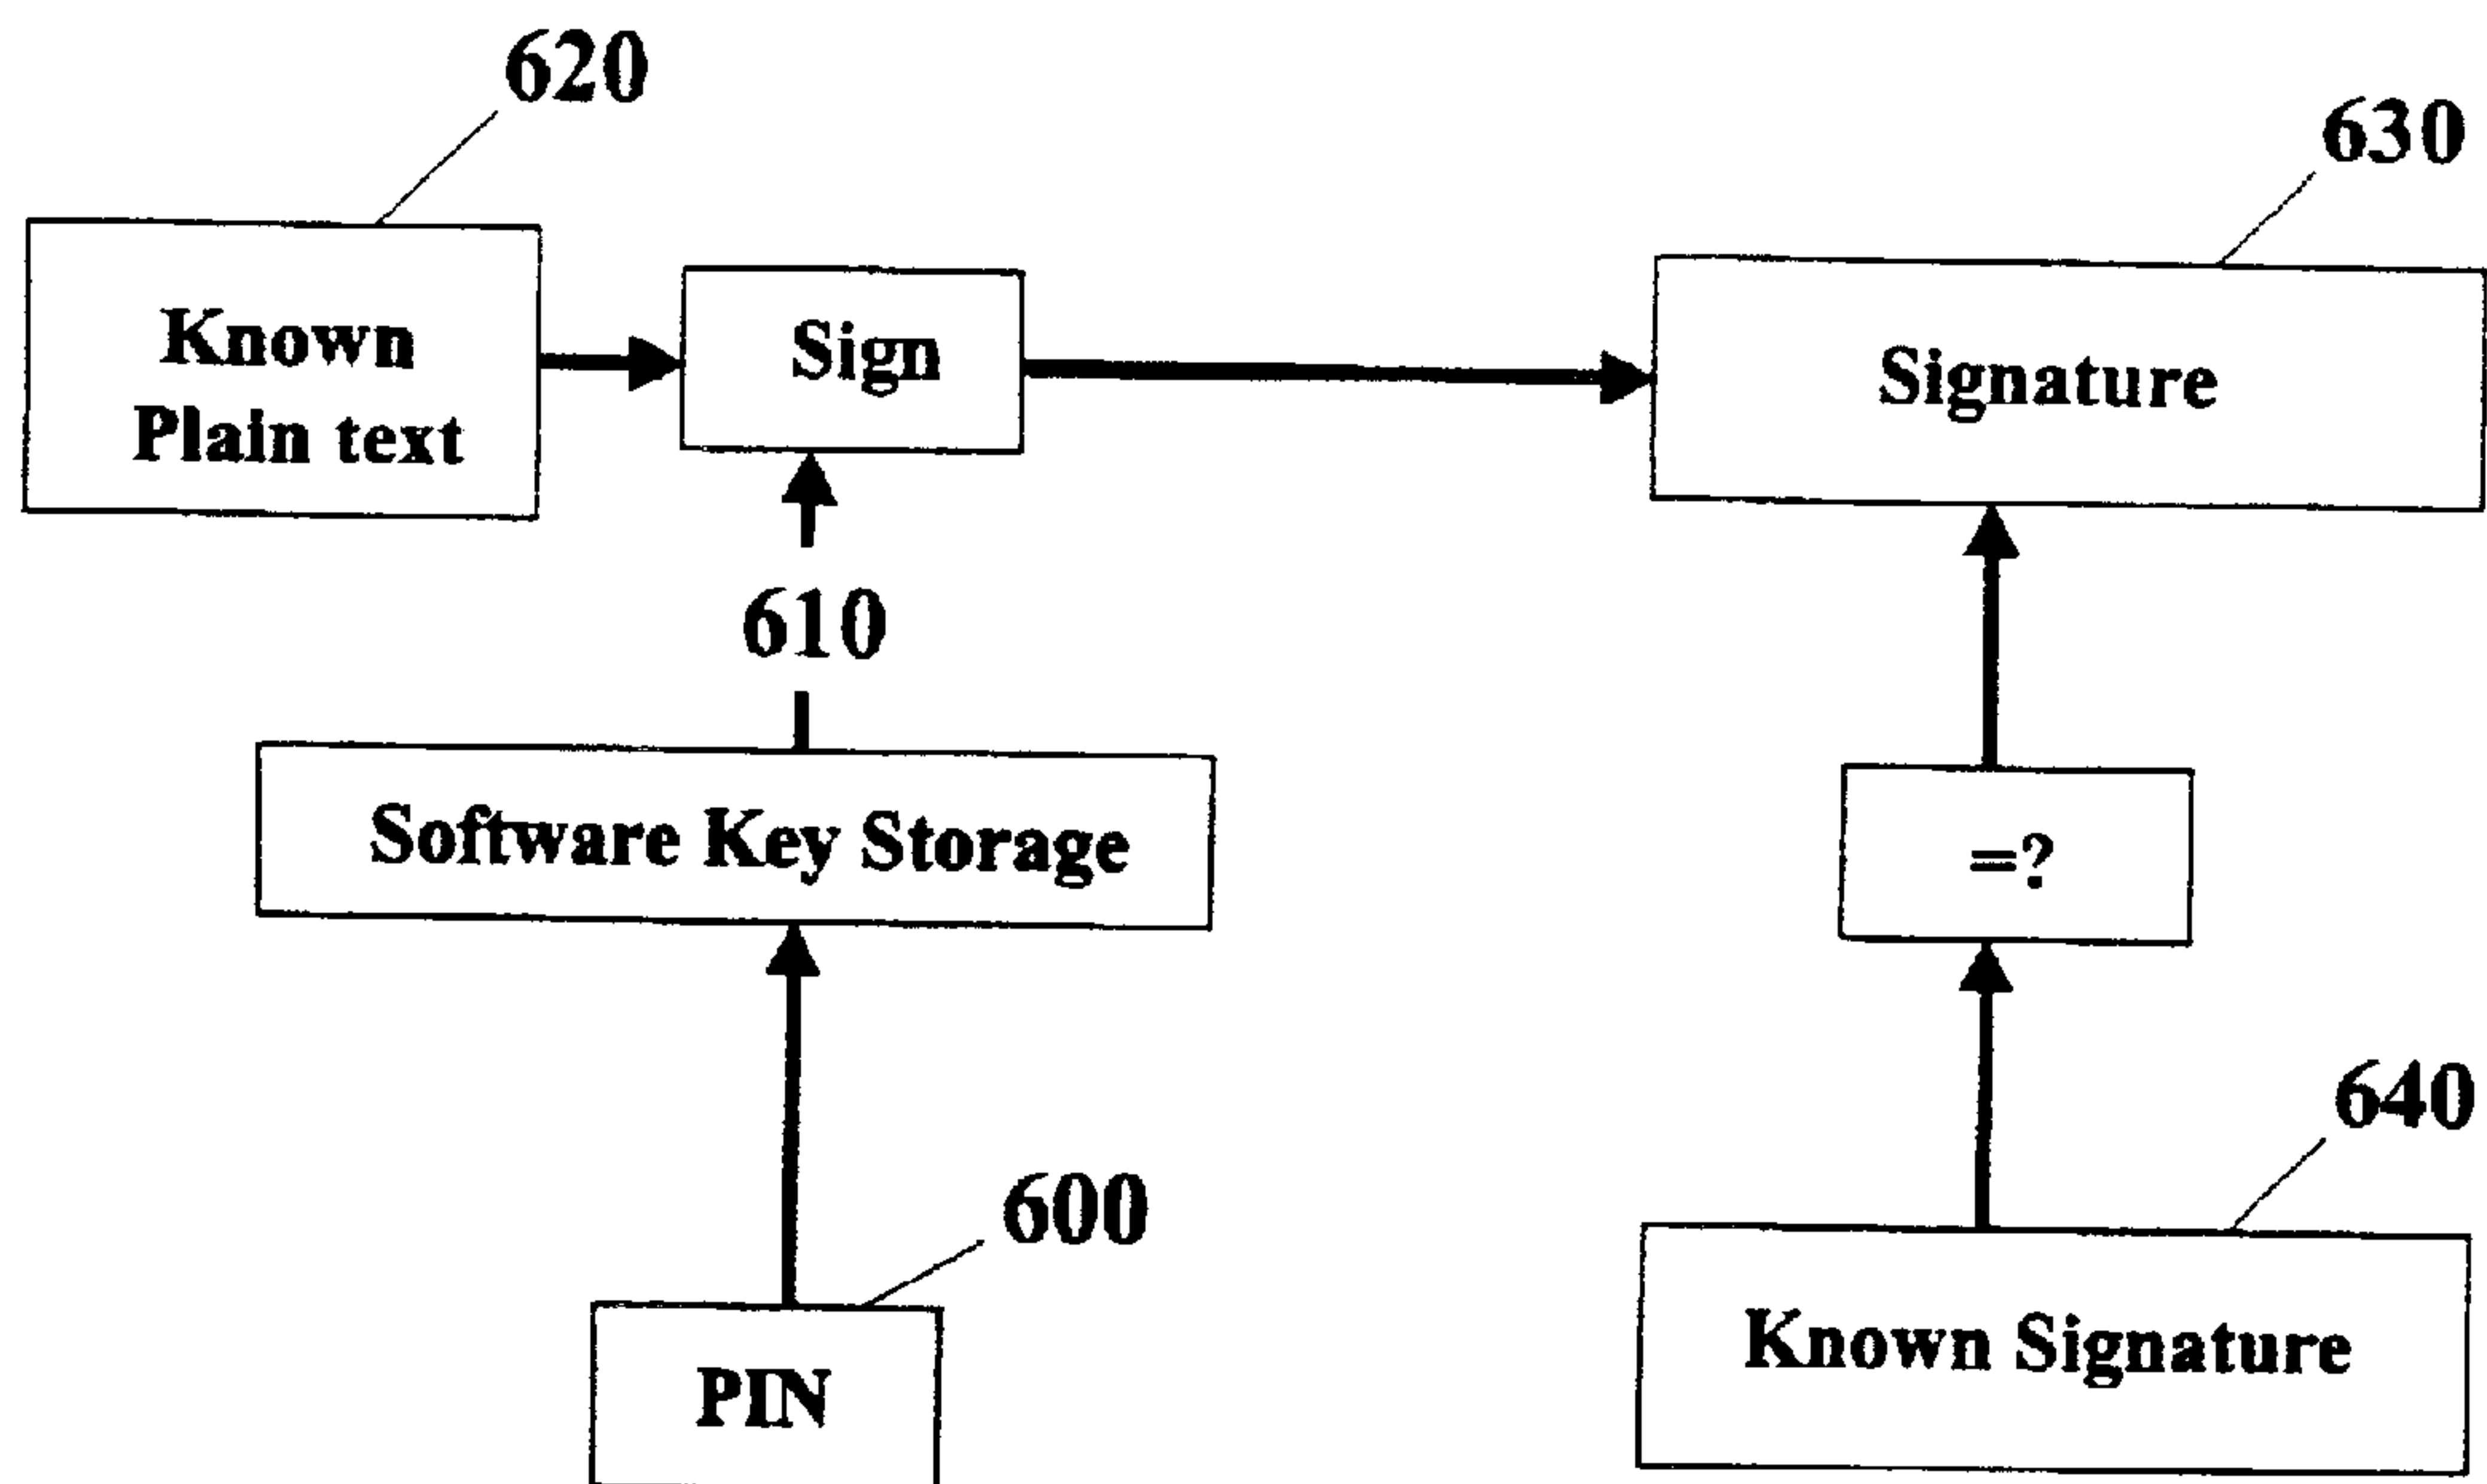 620
630
Known
Plain text
Sign
Signature
610
Software Key Storage
=?
600
640
PIN
Known Signature